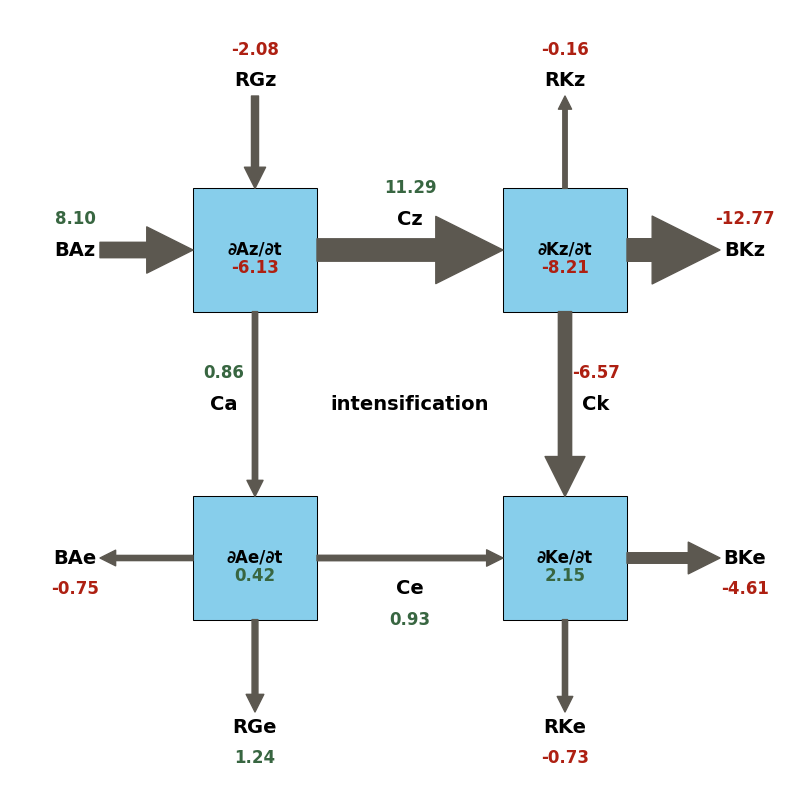 -2.08
RGz
-0.16
RKz
11.29
Cz
8.10
BAz
∂Az/∂t
-6.13
∂Kz/∂t
-8.21
-12.77
BKz
0.86
Ca
intensification
-6.57
Ck
BAe
-0.75
∂Ae/∂t
0.42
Ce
0.93
∂Ke/∂t
2.15
BKe
-4.61
RGe
1.24
RKe
-0.73